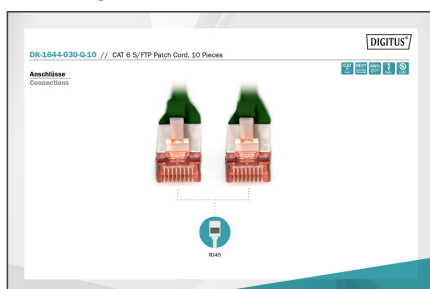 DIGITUS®
DK-1644-030-G-10 // CAT 6 S/FTP Patch Cord, 10 Pieces
Anschlüsse
Connections
RJ45